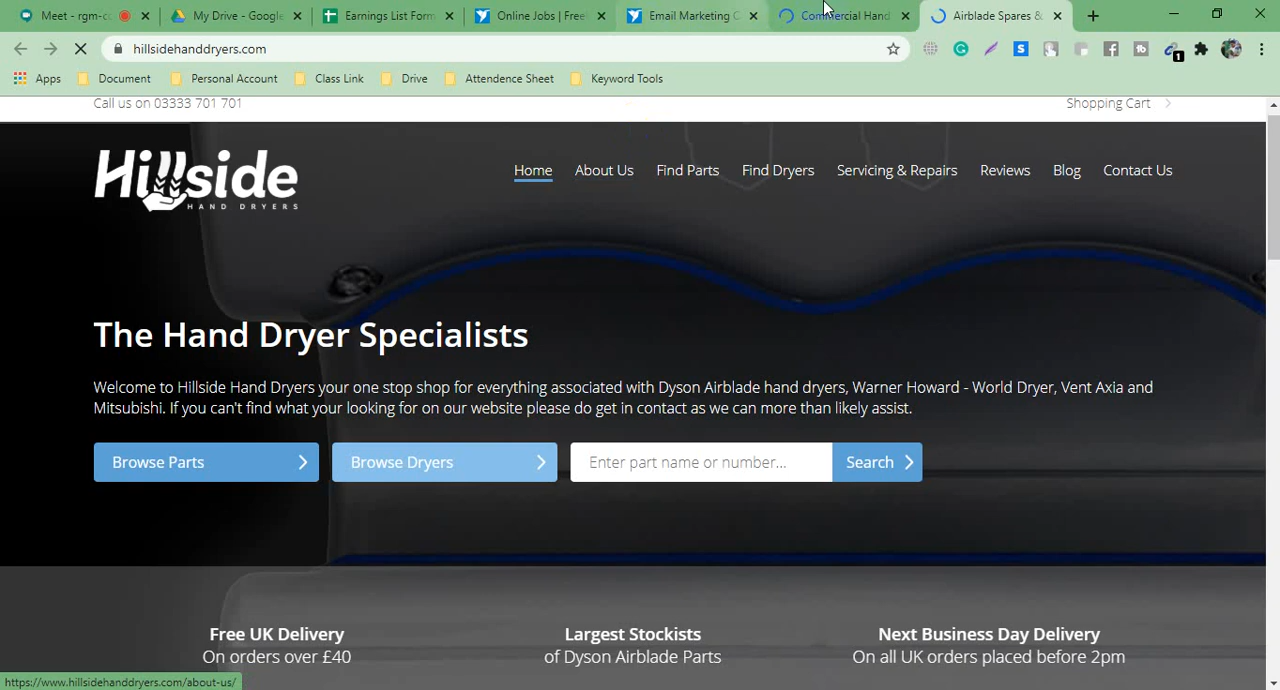 Meet - rgm-cc
My Drive - Google
Earnings List Form
Online Jobs | Free
Email Marketing C
Commercial Hand
Airblade Spares &
hillsidehanddryers.com
Apps Document Personal Account Class Link Drive Attendence Sheet Keyword Tools
Call us on 03333 701 701
Shopping Cart
Hillside
HAND DRYERS
Home About Us Find Parts Find Dryers Servicing & Repairs Reviews Blog Contact Us
The Hand Dryer Specialists
Welcome to Hillside Hand Dryers your one stop shop for everything associated with Dyson Airblade hand dryers, Warner Howard - World Dryer, Vent Axia and
Mitsubishi. If you can't find what your looking for on our website please do get in contact as we can more than likely assist.
Browse Parts
Browse Dryers
Enter part name or number...
Search
Free UK Delivery
On orders over £40
Largest Stockists
of Dyson Airblade Parts
Next Business Day Delivery
On all UK orders placed before 2pm
https://www.hillsidehanddryers.com/about-us/